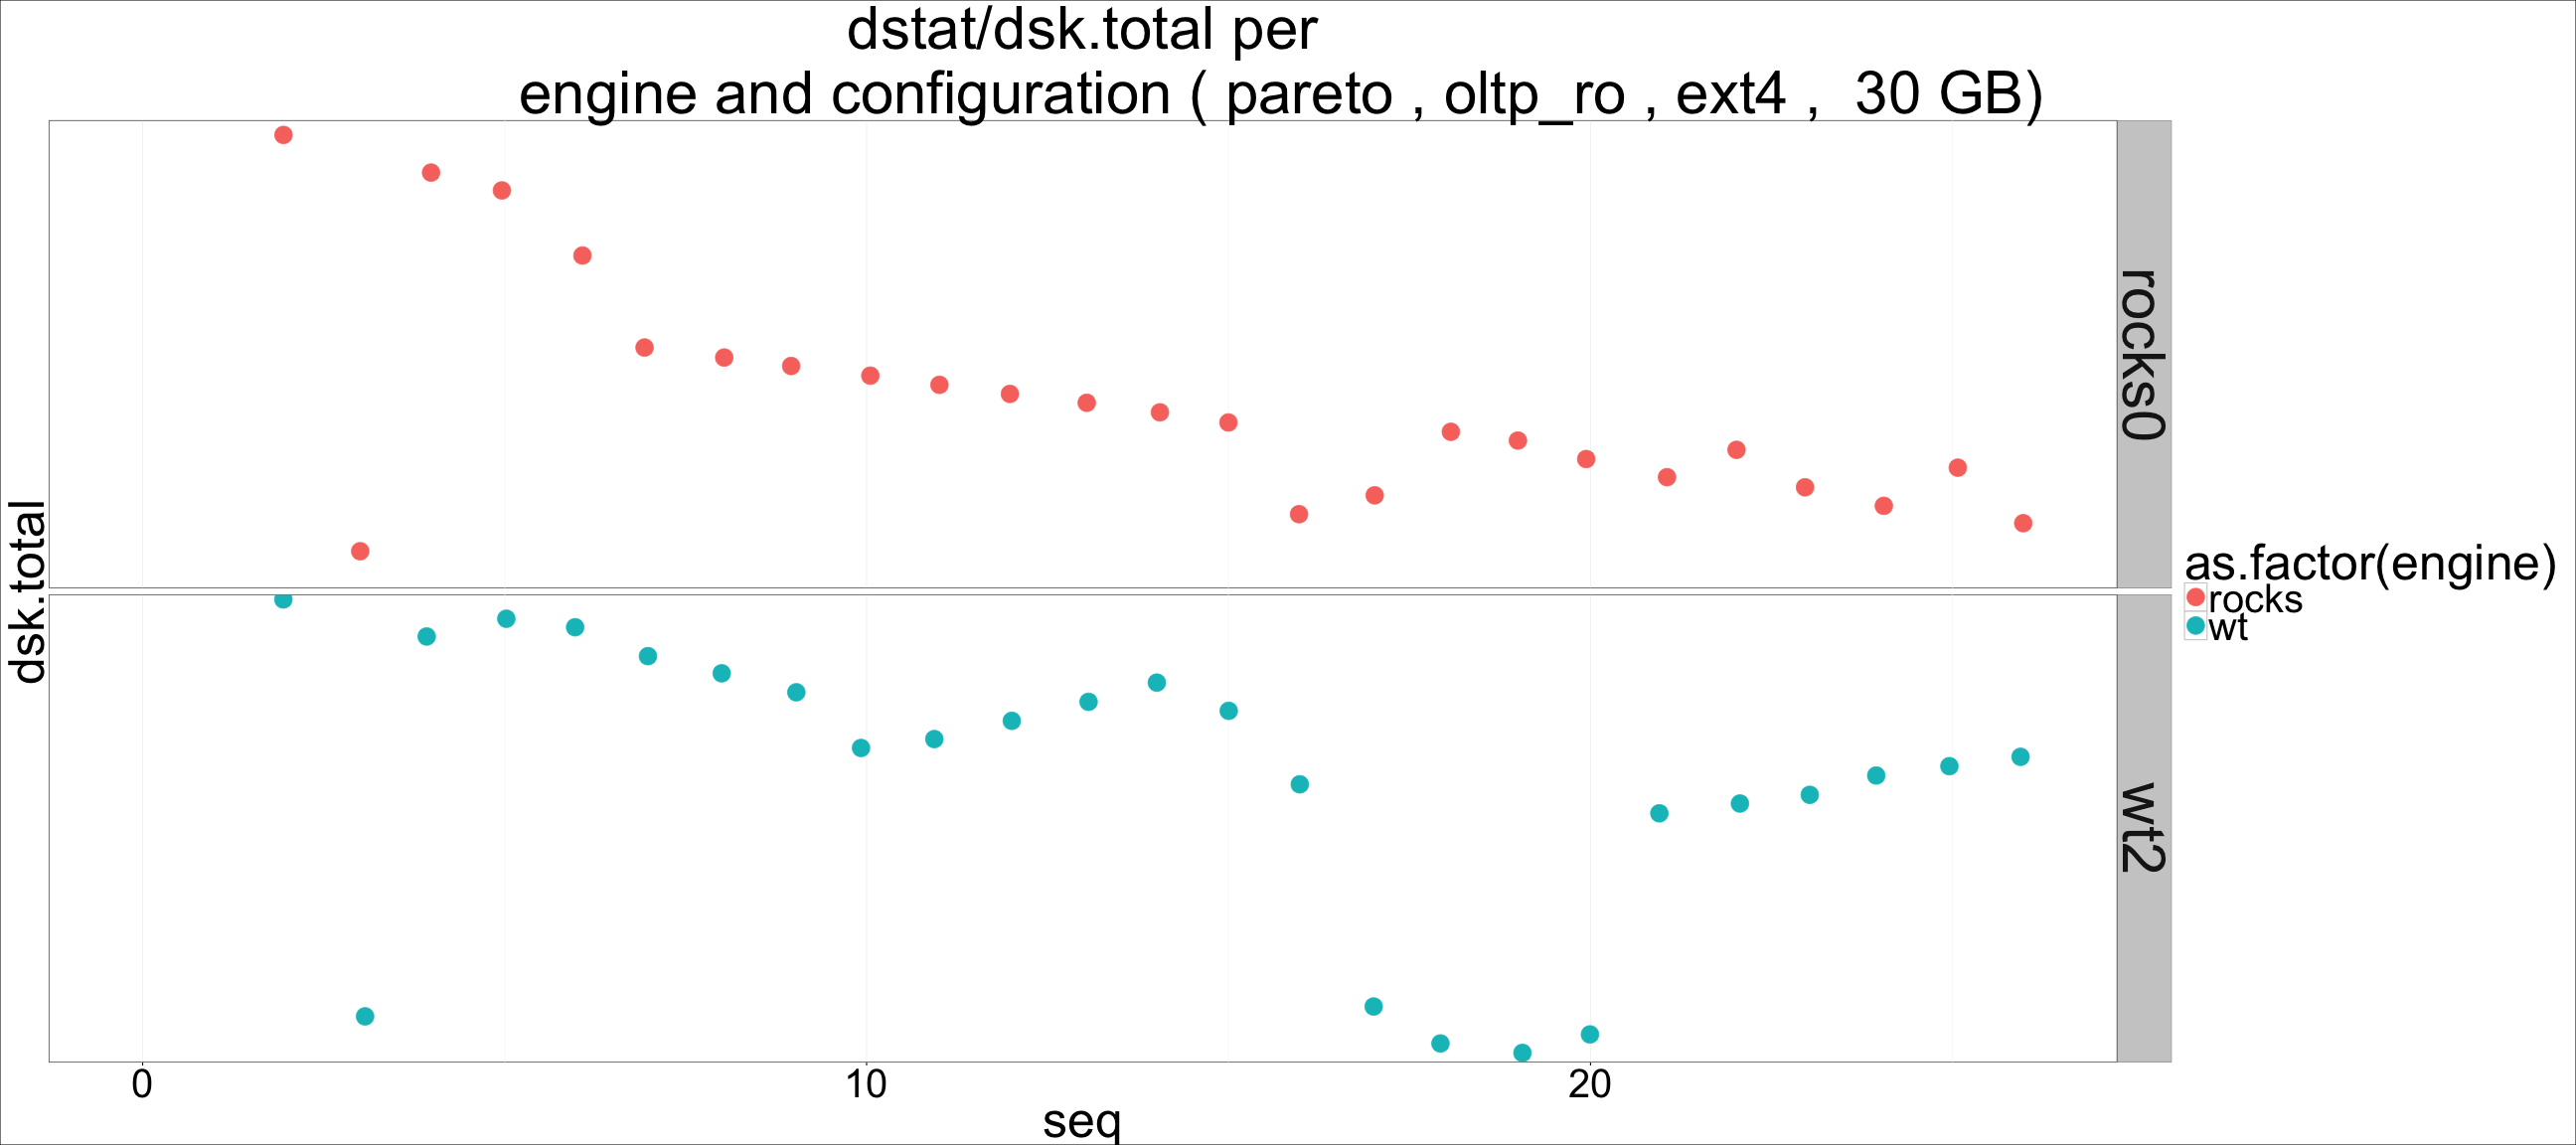 dstat/dsk.total per
engine and configuration ( pareto , oltp_ro , ext4 ,  30 GB)
dsk.total
rocks0
wt2
0
10
20
seq
as.factor(engine)
rocks
wt